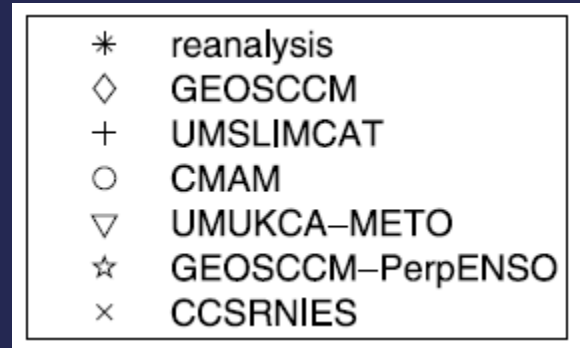 reanalysis
GEOSCCM
UMSLIMCAT
CMAM
UMUKCA–METO
GEOSCCM–PerpENSO
CCSRNIES